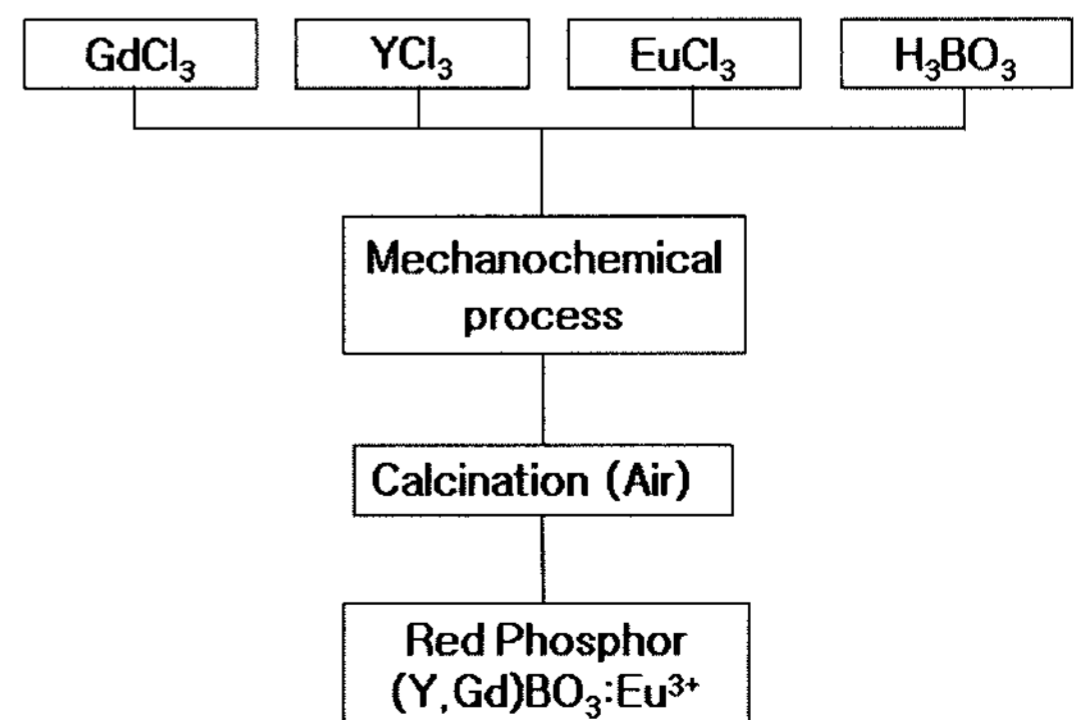 GdCl₃
YCl₃
EuCl₃
H₃BO₃
Mechanochemical
process
Calcination (Air)
Red Phosphor
(Y,Gd)BO₃:Eu³⁺